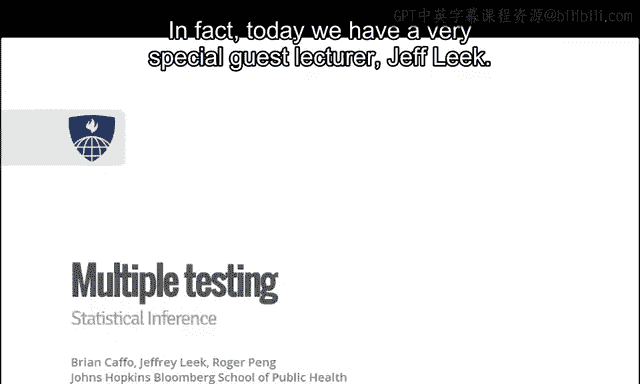 GPT中英字幕课程资源@bilibili.com
In fact, today we have a very
special guest lecturer, Jeff Leek.
Multiple testing
Statistical Inference
Brian Caffo, Jeffrey Leek, Roger Peng
Johns Hopkins Bloomberg School of Public Health